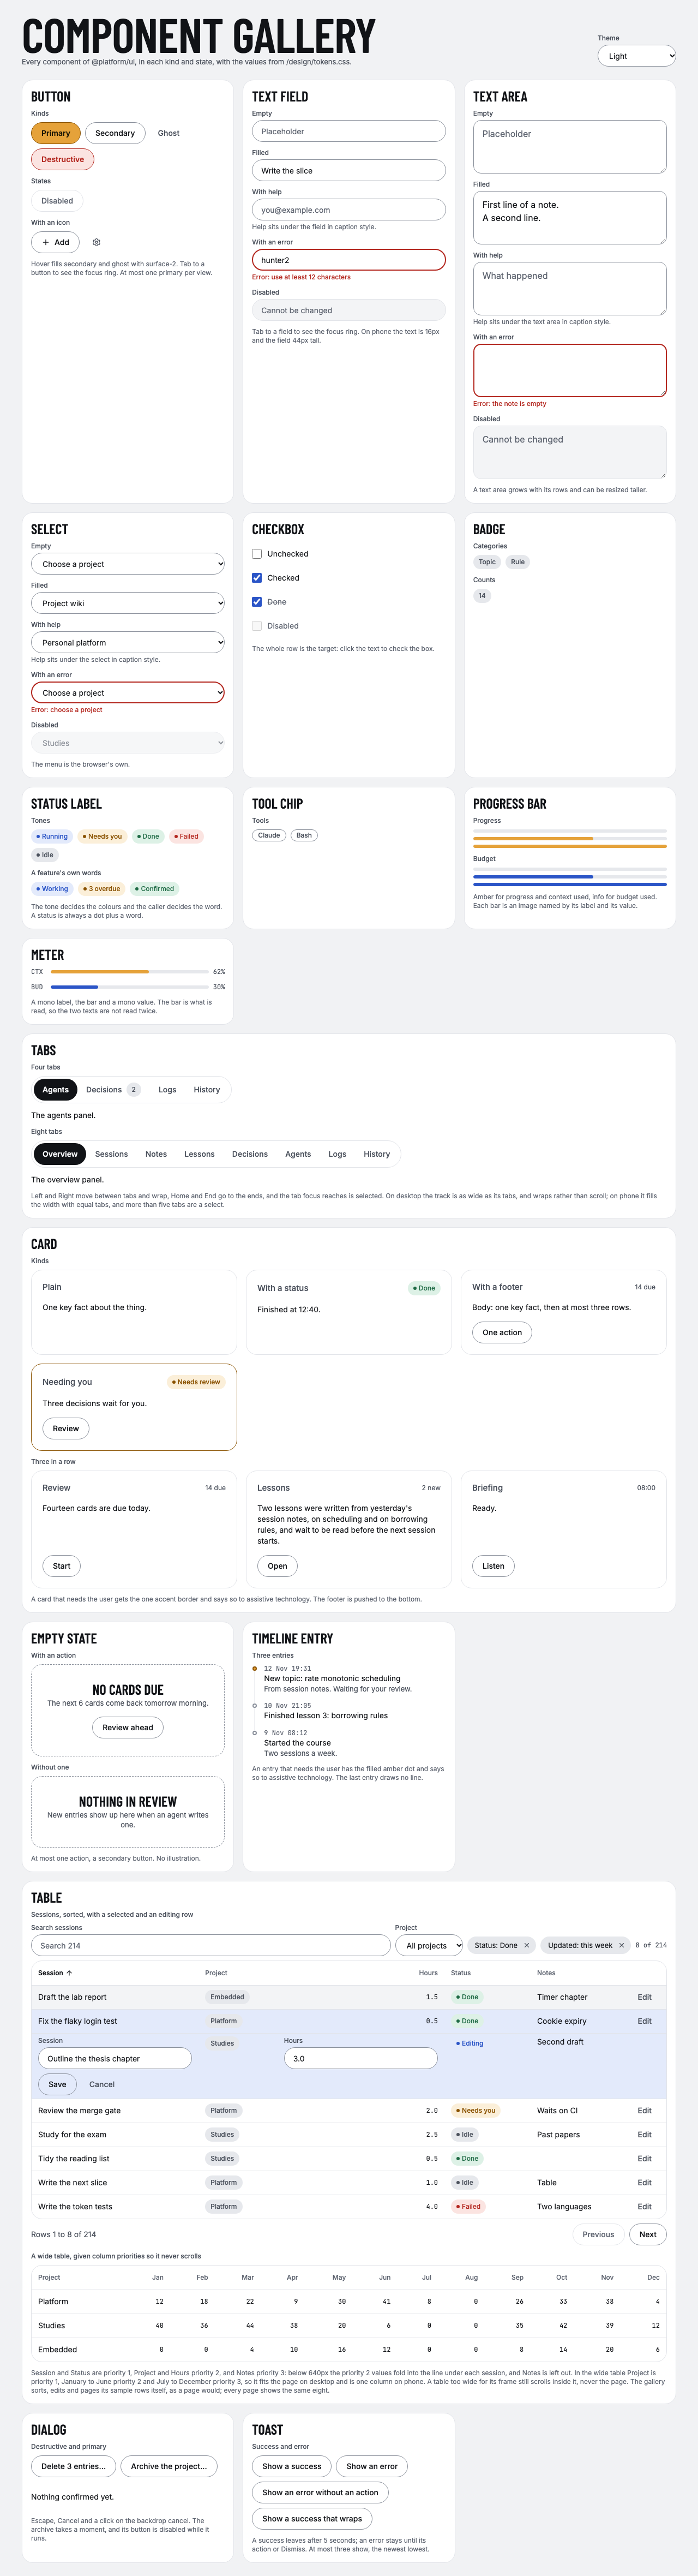 COMPONENT GALLERY
Every component of @platform/ui, in each kind and state, with the values from /design/tokens.css.
Theme
Light
BUTTON
Kinds
Primary
Secondary
Ghost
Destructive
States
Disabled
With an icon
Add
Hover fills secondary and ghost with surface-2. Tab to a
button to see the focus ring. At most one primary per view.
TEXT FIELD
Empty
Placeholder
Filled
Write the slice
With help
you@example.com
Help sits under the field in caption style.
With an error
hunter2
Error: use at least 12 characters
Disabled
Cannot be changed
Tab to a field to see the focus ring. On phone the text is 16px
and the field 44px tall.
TEXT AREA
Empty
Placeholder
Filled
First line of a note.
A second line.
With help
What happened
Help sits under the text area in caption style.
With an error
Error: the note is empty
Disabled
Cannot be changed
A text area grows with its rows and can be resized taller.
SELECT
Empty
Choose a project
Filled
Project wiki
With help
Personal platform
Help sits under the select in caption style.
With an error
Choose a project
Error: choose a project
Disabled
Studies
The menu is the browser's own.
CHECKBOX
Unchecked
Checked
Done
Disabled
The whole row is the target: click the text to check the box.
BADGE
Categories
Topic
Rule
Counts
14
STATUS LABEL
Tones
Running
Needs you
Done
Failed
Idle
A feature's own words
Working
3 overdue
Confirmed
The tone decides the colours and the caller decides the word.
A status is always a dot plus a word.
TOOL CHIP
Tools
Claude
Bash
PROGRESS BAR
Progress
Budget
Amber for progress and context used, info for budget used.
Each bar is an image named by its label and its value.
METER
CTX 62%
BUD 30%
A mono label, the bar and a mono value. The bar is what is
read, so the two texts are not read twice.
TABS
Four tabs
Agents Decisions 2 Logs History
The agents panel.
Eight tabs
Overview Sessions Notes Lessons Decisions Agents Logs History
The overview panel.
Left and Right move between tabs and wrap, Home and End go to the ends, and the tab focus reaches is selected. On desktop the track is as wide as its tabs, and wraps rather than scroll; on phone it fills
the width with equal tabs, and more than five tabs are a select.
CARD
Kinds
Plain
One key fact about the thing.
With a status
Done
Finished at 12:40.
With a footer
14 due
Body: one key fact, then at most three rows.
One action
Needing you
Needs review
Three decisions wait for you.
Review
Three in a row
Review
14 due
Fourteen cards are due today.
Start
Lessons
2 new
Two lessons were written from yesterday's
session notes, on scheduling and on borrowing
rules, and wait to be read before the next session
starts.
Open
Briefing
08:00
Ready.
Listen
A card that needs the user gets the one accent border and says so to assistive technology. The footer is pushed to the bottom.
EMPTY STATE
With an action
NO CARDS DUE
The next 6 cards come back tomorrow morning.
Review ahead
Without one
NOTHING IN REVIEW
New entries show up here when an agent writes
one.
At most one action, a secondary button. No illustration.
TIMELINE ENTRY
Three entries
12 Nov 19:31
New topic: rate monotonic scheduling
From session notes. Waiting for your review.
10 Nov 21:05
Finished lesson 3: borrowing rules
9 Nov 08:12
Started the course
Two sessions a week.
An entry that needs the user has the filled amber dot and says
so to assistive technology. The last entry draws no line.
TABLE
Sessions, sorted, with a selected and an editing row
Search sessions
Search 214
Project
All projects
Status: Done
Updated: this week
8 of 214
Session Project Hours Status Notes
Draft the lab report Embedded 1.5 Done Timer chapter Edit
Fix the flaky login test Platform 0.5 Done Cookie expiry Edit
Session
Outline the thesis chapter
Studies
Hours
3.0
Editing
Second draft
Save
Cancel
Review the merge gate Platform 2.0 Needs you Waits on CI Edit
Study for the exam Studies 2.5 Idle Past papers Edit
Tidy the reading list Studies 0.5 Done Edit
Write the next slice Platform 1.0 Idle Table Edit
Write the token tests Platform 4.0 Failed Two languages Edit
Rows 1 to 8 of 214
Previous
Next
A wide table, given column priorities so it never scrolls
Project Jan Feb Mar Apr May Jun Jul Aug Sep Oct Nov Dec
Platform 12 18 22 9 30 41 8 0 26 33 38 4
Studies 40 36 44 38 20 6 0 0 35 42 39 12
Embedded 0 0 4 10 16 12 0 0 8 14 20 6
Session and Status are priority 1, Project and Hours priority 2, and Notes priority 3: below 640px the priority 2 values fold into the line under each session, and Notes is left out. In the wide table Project is
priority 1, January to June priority 2 and July to December priority 3, so it fits the page on desktop and is one column on phone. A table too wide for its frame still scrolls inside it, never the page. The gallery
sorts, edits and pages its sample rows itself, as a page would; every page shows the same eight.
DIALOG
Destructive and primary
Delete 3 entries…
Archive the project…
Nothing confirmed yet.
Escape, Cancel and a click on the backdrop cancel. The
archive takes a moment, and its button is disabled while it
runs.
TOAST
Success and error
Show a success
Show an error
Show an error without an action
Show a success that wraps
A success leaves after 5 seconds; an error stays until its
action or Dismiss. At most three show, the newest lowest.